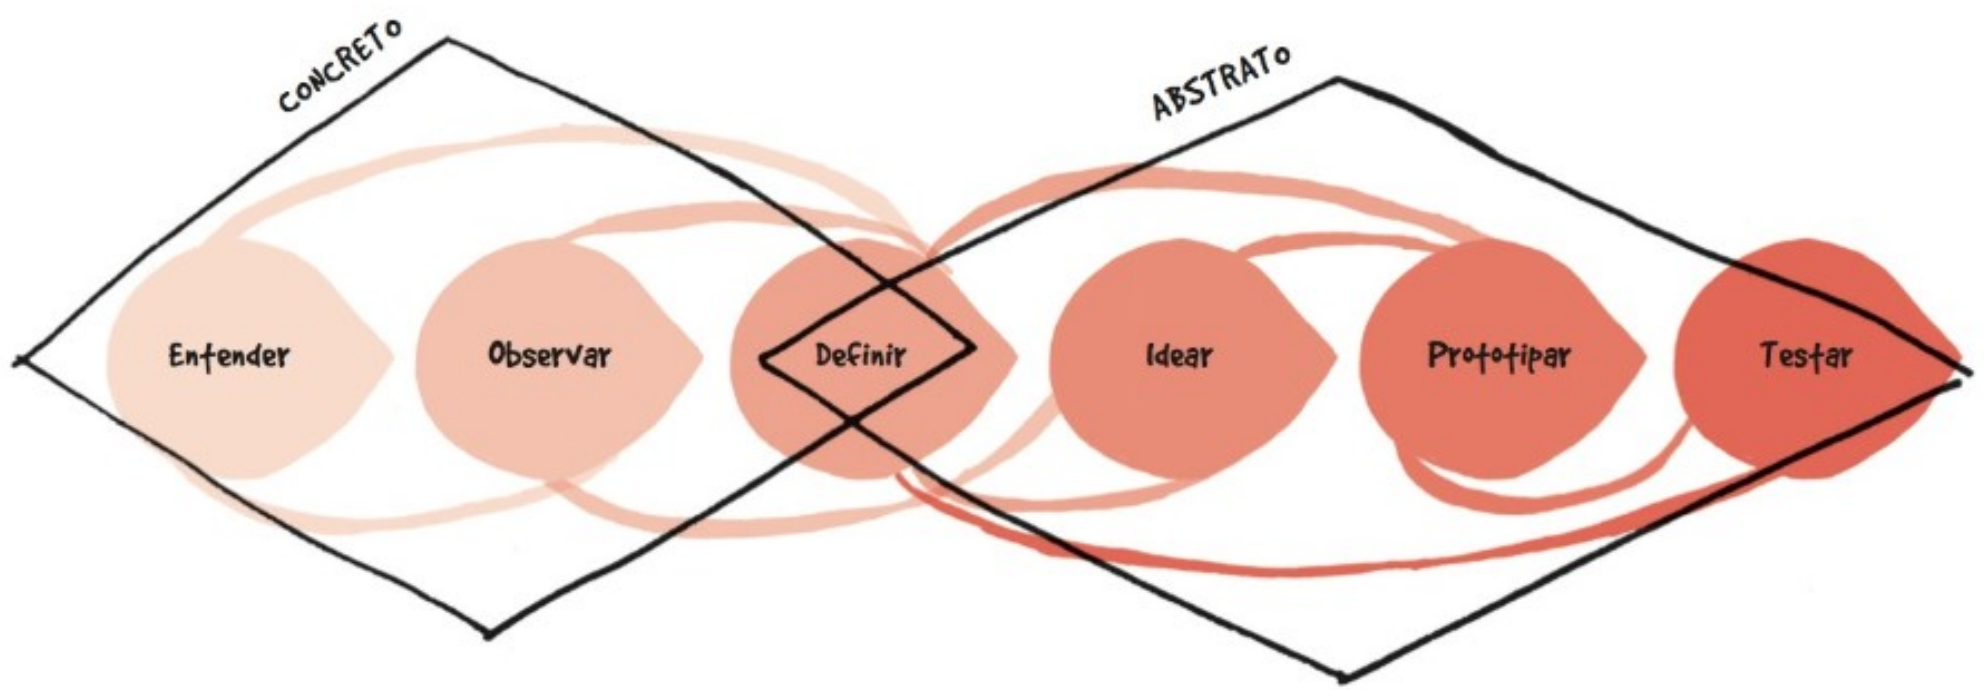 CONCRETO
ABSTRATO
Entender
Observar
Definir
Idear
Prototipar
Testar